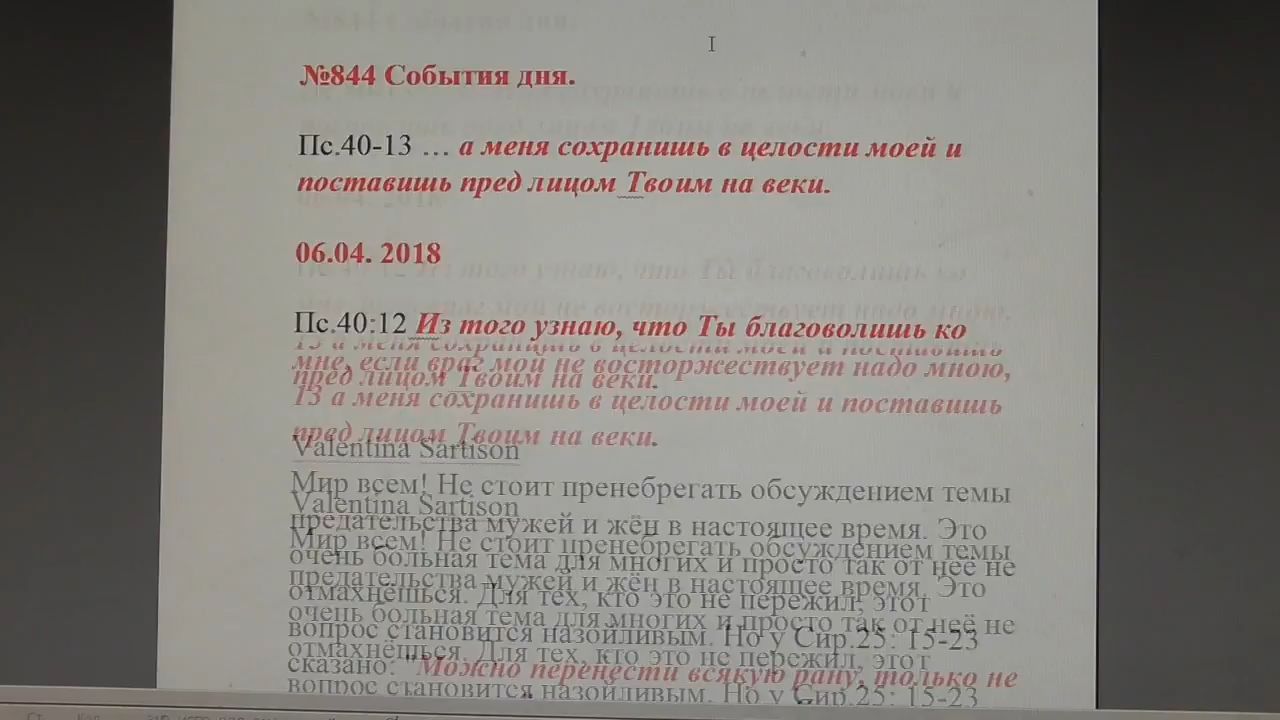 №844 События дня.
Пс.40-13 … а меня сохранишь в целости моей и
поставишь пред лицом Твоим на веки.
06.04. 2018
Пс.40:12 Из того узнаю, что Ты благоволишь ко
мне, если враг мой не восторжествует надо мною,
13 а меня сохранишь в целости моей и поставишь
пред лицом Твоим на веки.
Valentina Sartison
Мир всем! Не стоит пренебрегать обсуждением темы
предательства мужей и жён в настоящее время. Это
очень больная тема для многих и просто так от неё не
отмахнёшься. Для тех, кто это не пережил, этот
вопрос становится назойливым. Но у Сир.25: 15-23
сказано: "Можно перенести всякую рану, только не